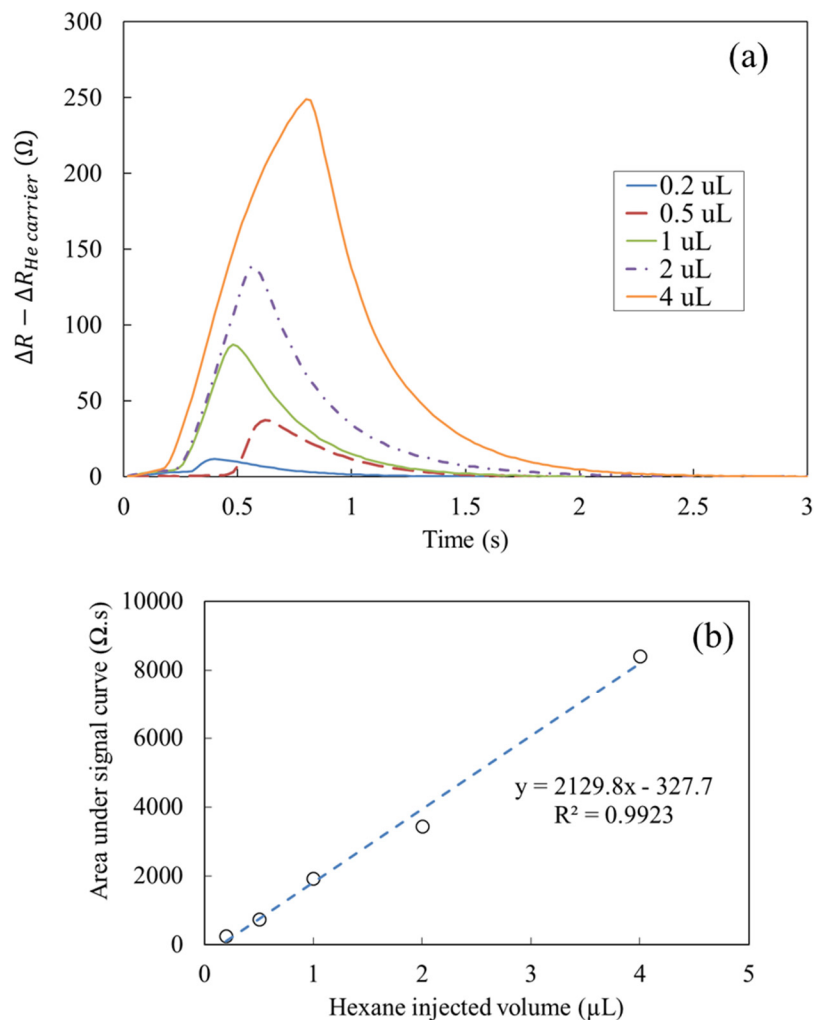 (a)
300
250
200
150
100
50
0
ΔR − ΔR_He carrier (Ω)
0.2 uL
0.5 uL
1 uL
2 uL
4 uL
0 0.5 1 1.5 2 2.5 3
Time (s)
(b)
10000
8000
6000
4000
2000
0
Area under signal curve (Ω.s)
y = 2129.8x - 327.7
R² = 0.9923
0 1 2 3 4 5
Hexane injected volume (µL)